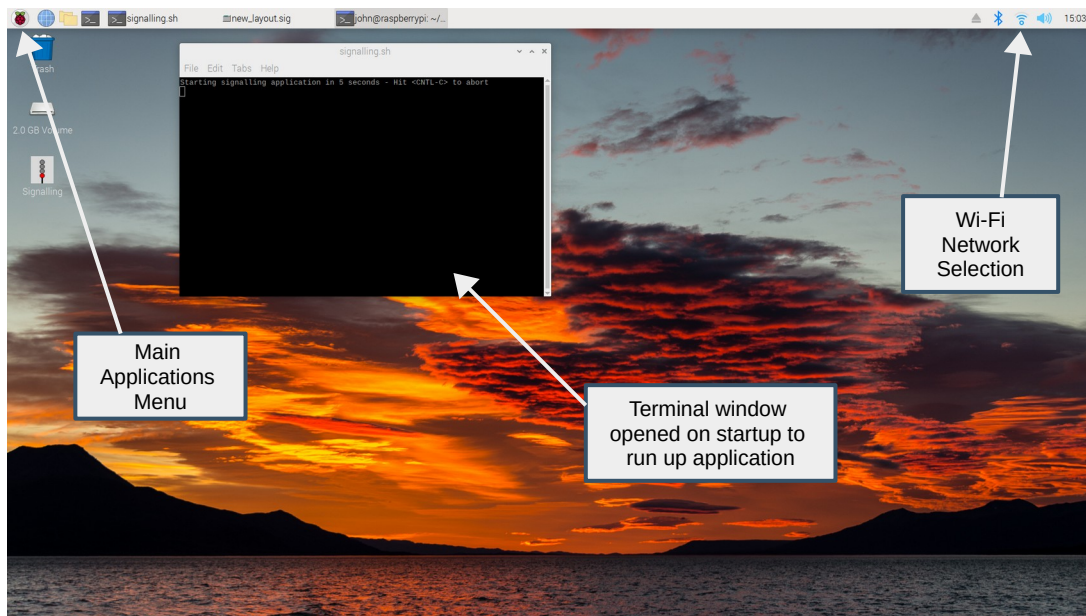 signalling.sh new_layout.sig john@raspberrypi: ~/... 15:03
signalling.sh
File Edit Tabs Help
Starting signalling application in 5 seconds - Hit <CNTL-C> to abort
Trash
2.0 GB Volume
Signalling
Wi-Fi
Network
Selection
Main
Applications
Menu
Terminal window
opened on startup to
run up application